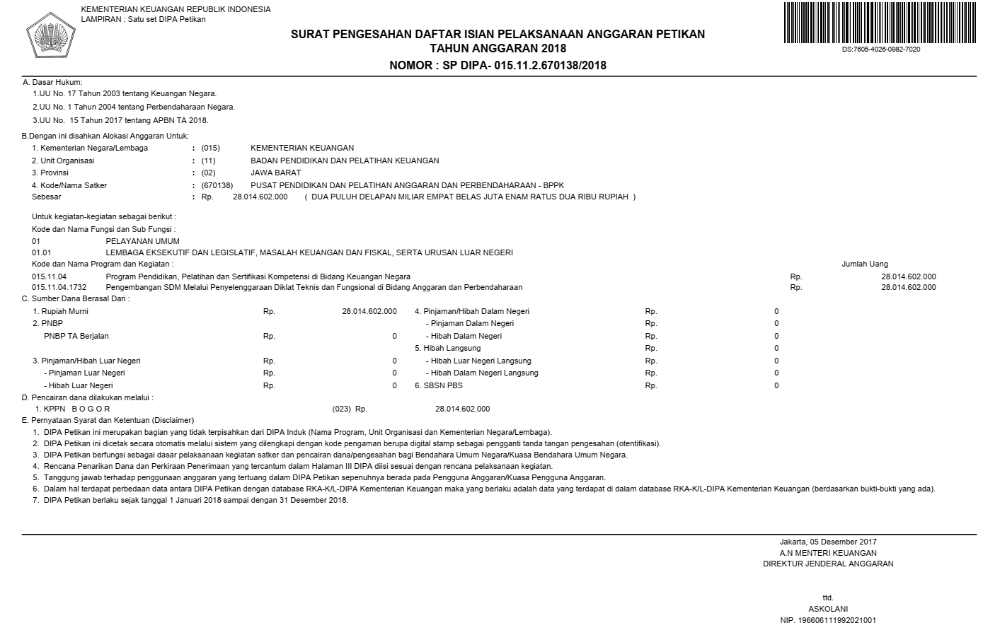 KEMENTERIAN KEUANGAN REPUBLIK INDONESIA
LAMPIRAN : Satu set DIPA Petikan
SURAT PENGESAHAN DAFTAR ISIAN PELAKSANAAN ANGGARAN PETIKAN
TAHUN ANGGARAN 2018
NOMOR : SP DIPA- 015.11.2.670138/2018
DS:7605-4026-0982-7020
A. Dasar Hukum:
1.UU No. 17 Tahun 2003 tentang Keuangan Negara.
2.UU No. 1 Tahun 2004 tentang Perbendaharaan Negara.
3.UU No.  15 Tahun 2017 tentang APBN TA 2018.
B.Dengan ini disahkan Alokasi Anggaran Untuk:
1. Kementerian Negara/Lembaga : (015) KEMENTERIAN KEUANGAN
2. Unit Organisasi : (11) BADAN PENDIDIKAN DAN PELATIHAN KEUANGAN
3. Provinsi : (02) JAWA BARAT
4. Kode/Nama Satker : (670138) PUSAT PENDIDIKAN DAN PELATIHAN ANGGARAN DAN PERBENDAHARAAN - BPPK
Sebesar : Rp. 28.014.602.000 ( DUA PULUH DELAPAN MILIAR EMPAT BELAS JUTA ENAM RATUS DUA RIBU RUPIAH )
Untuk kegiatan-kegiatan sebagai berikut :
Kode dan Nama Fungsi dan Sub Fungsi :
01 PELAYANAN UMUM
01.01 LEMBAGA EKSEKUTIF DAN LEGISLATIF, MASALAH KEUANGAN DAN FISKAL, SERTA URUSAN LUAR NEGERI
Kode dan Nama Program dan Kegiatan : Jumlah Uang
015.11.04 Program Pendidikan, Pelatihan dan Sertifikasi Kompetensi di Bidang Keuangan Negara Rp. 28.014.602.000
015.11.04.1732 Pengembangan SDM Melalui Penyelenggaraan Diklat Teknis dan Fungsional di Bidang Anggaran dan Perbendaharaan Rp. 28.014.602.000
C. Sumber Dana Berasal Dari :
1. Rupiah Murni Rp. 28.014.602.000 4. Pinjaman/Hibah Dalam Negeri Rp. 0
2. PNBP - Pinjaman Dalam Negeri Rp. 0
PNBP TA Berjalan Rp. 0 - Hibah Dalam Negeri Rp. 0
5. Hibah Langsung Rp. 0
3. Pinjaman/Hibah Luar Negeri Rp. 0 - Hibah Luar Negeri Langsung Rp. 0
- Pinjaman Luar Negeri Rp. 0 - Hibah Dalam Negeri Langsung Rp. 0
- Hibah Luar Negeri Rp. 0 6. SBSN PBS Rp. 0
D. Pencairan dana dilakukan melalui :
1. KPPN B O G O R (023) Rp. 28.014.602.000
E. Pernyataan Syarat dan Ketentuan (Disclaimer)
1. DIPA Petikan ini merupakan bagian yang tidak terpisahkan dari DIPA Induk (Nama Program, Unit Organisasi dan Kementerian Negara/Lembaga).
2. DIPA Petikan ini dicetak secara otomatis melalui sistem yang dilengkapi dengan kode pengaman berupa digital stamp sebagai pengganti tanda tangan pengesahan (otentifikasi).
3. DIPA Petikan berfungsi sebagai dasar pelaksanaan kegiatan satker dan pencairan dana/pengesahan bagi Bendahara Umum Negara/Kuasa Bendahara Umum Negara.
4. Rencana Penarikan Dana dan Perkiraan Penerimaan yang tercantum dalam Halaman III DIPA diisi sesuai dengan rencana pelaksanaan kegiatan.
5. Tanggung jawab terhadap penggunaan anggaran yang tertuang dalam DIPA Petikan sepenuhnya berada pada Pengguna Anggaran/Kuasa Pengguna Anggaran.
6. Dalam hal terdapat perbedaan data antara DIPA Petikan dengan database RKA-K/L-DIPA Kementerian Keuangan maka yang berlaku adalah data yang terdapat di dalam database RKA-K/L-DIPA Kementerian Keuangan (berdasarkan bukti-bukti yang ada).
7. DIPA Petikan berlaku sejak tanggal 1 Januari 2018 sampai dengan 31 Desember 2018.
Jakarta, 05 Desember 2017
A.N MENTERI KEUANGAN
DIREKTUR JENDERAL ANGGARAN
ttd.
ASKOLANI
NIP. 196606111992021001